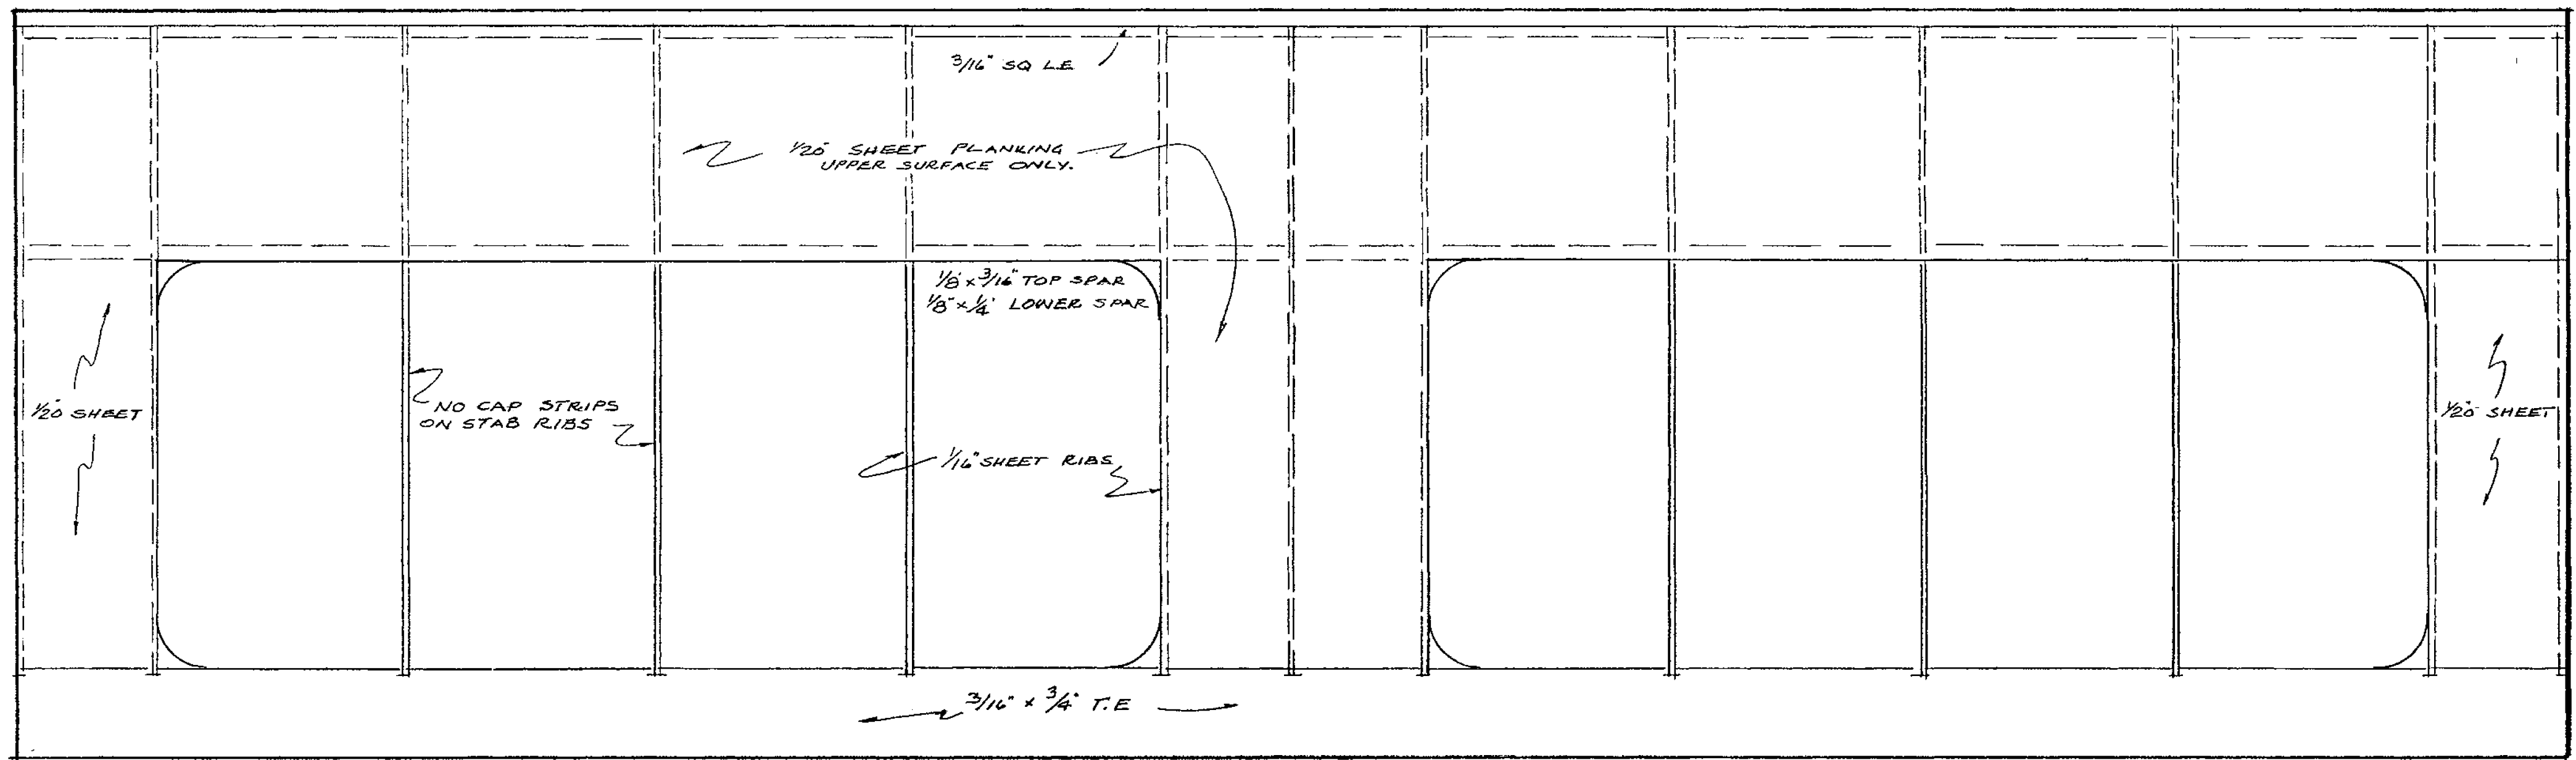 3/16" SQ L.E
1/20" SHEET PLANKING
UPPER SURFACE ONLY.
1/8" x 3/16" TOP SPAR
1/8" x 1/4" LOWER SPAR
1/20" SHEET
NO CAP STRIPS
ON STAB RIBS
1/20" SHEET
1/16" SHEET RIBS
3/16" x 3/4" T.E